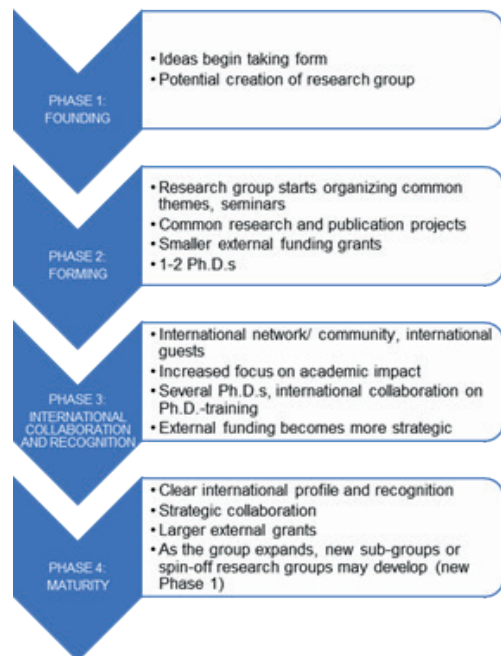 PHASE 1:
FOUNDING
• Ideas begin taking form
• Potential creation of research group
PHASE 2:
FORMING
• Research group starts organizing common
themes, seminars
• Common research and publication projects
• Smaller external funding grants
• 1-2 Ph.D.s
PHASE 3:
INTERNATIONAL
COLLABORATION
AND RECOGNITION
• International network/ community, international
guests
• Increased focus on academic impact
• Several Ph.D.s, international collaboration on
Ph.D.-training
• External funding becomes more strategic
PHASE 4:
MATURITY
• Clear international profile and recognition
• Strategic collaboration
• Larger external grants
• As the group expands, new sub-groups or
spin-off research groups may develop (new
Phase 1)